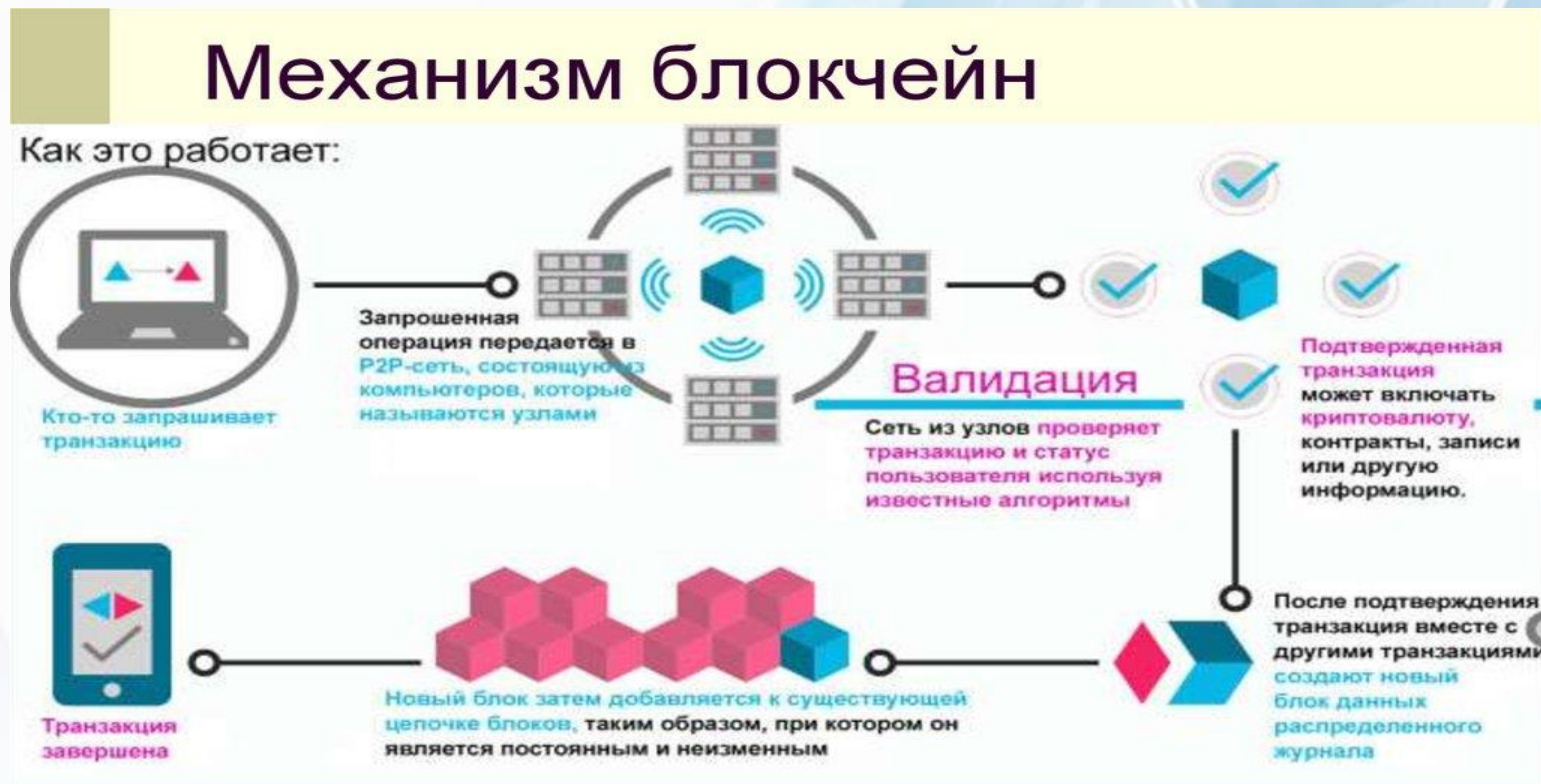 Механизм блокчейн
Как это работает:
Кто-то запрашивает
транзакцию
Запрошенная
операция передается в
P2P-сеть, состоящую из
компьютеров, которые
называются узлами
Валидация
Сеть из узлов проверяет
транзакцию и статус
пользователя используя
известные алгоритмы
Подтвержденная
транзакция
может включать
криптовалюту,
контракты, записи
или другую
информацию.
После подтверждения
транзакция вместе с
другими транзакциями
создают новый
блок данных
распределенного
журнала
Новый блок затем добавляется к существующей
цепочке блоков, таким образом, при котором он
является постоянным и неизменным
Транзакция
завершена